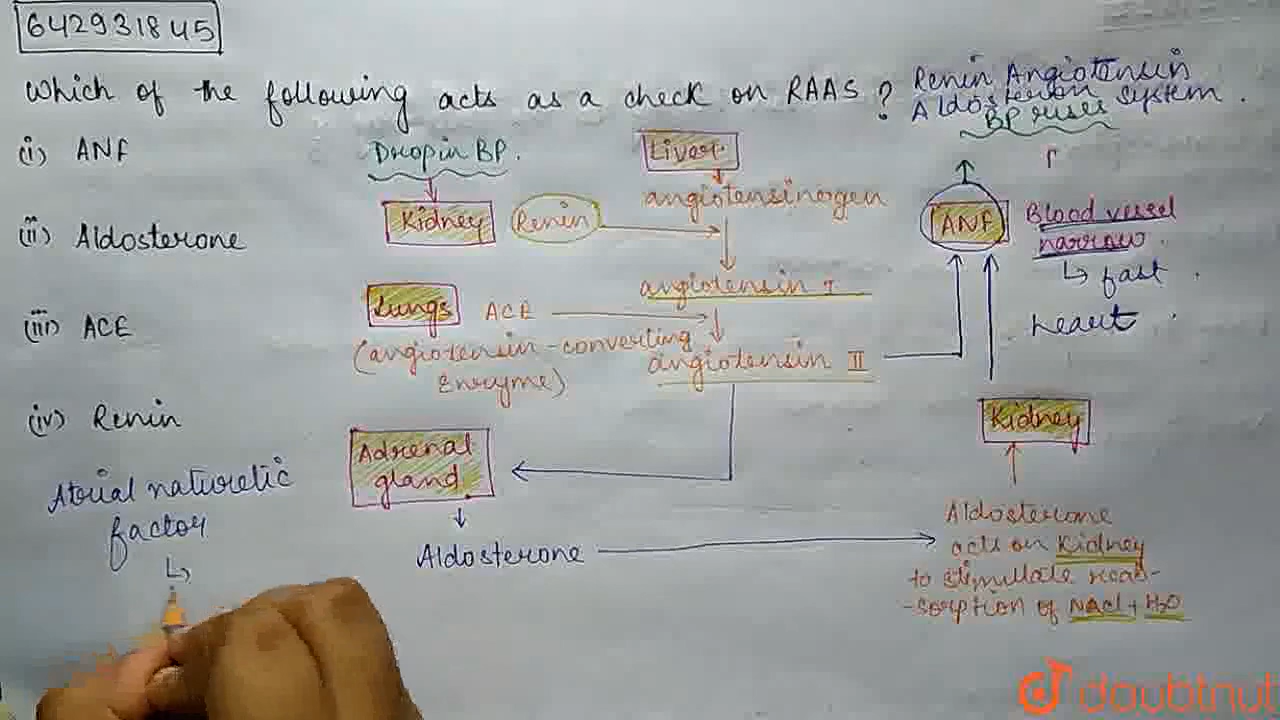 642931845
Which of the following acts as a check on RAAS ?
Renin Angiotensin
Aldosteron system.
BP rises
(i) ANF
(ii) Aldosterone
(iii) ACE
(iv) Renin
Atrial naturetic
factor
Drop in BP.
Kidney
Renin
Liver
angiotensinogen
angiotensin I
Lungs
ACE
(angiotensin-converting
Enzyme)
angiotensin II
Adrenal
gland
Aldosterone
ANF
Blood vessel
narrow
fast
heart
Kidney
Aldosterone
acts on Kidney
to stimulate reab-
-sorption of NaCl + H2O
doubtnut